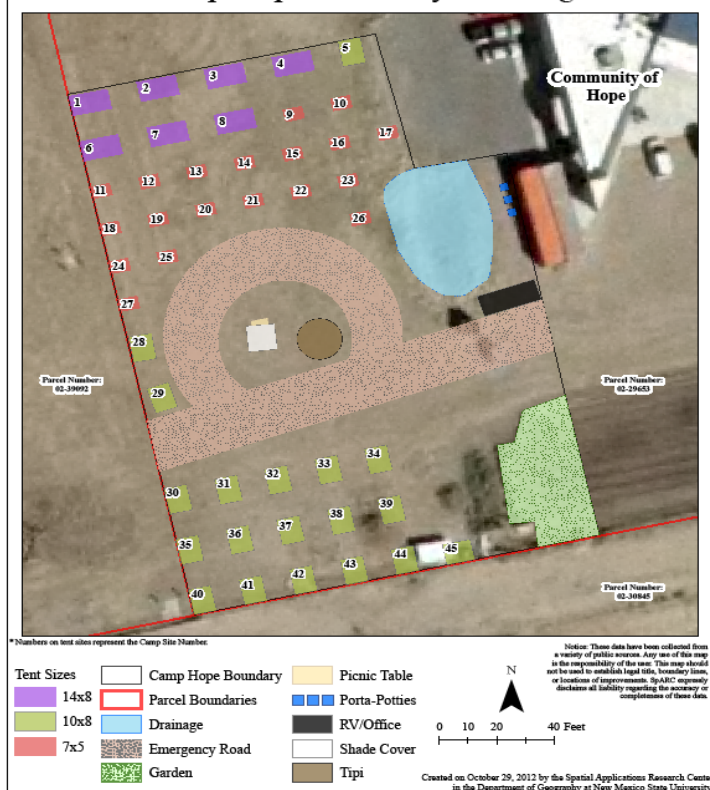 1
2
3
4
5
6
7
8
9
10
11
12
13
14
15
16
17
18
19
20
21
22
23
24
25
26
27
28
29
30
31
32
33
34
35
36
37
38
39
40
41
42
43
44
45
Community of
Hope
Parcel Number:
02-39092
Parcel Number:
02-29653
Parcel Number:
02-30845
* Numbers on tent sites represent the Camp Site Number.
Tent Sizes
14x8
10x8
7x5
Camp Hope Boundary
Parcel Boundaries
Drainage
Emergency Road
Garden
Picnic Table
Porta-Potties
RV/Office
Shade Cover
Tipi
N
0 10 20 40 Feet
Notice: These data have been collected from
a variety of public sources. Any use of this map
is the responsibility of the user. This map should
not be used to establish legal title, boundary lines,
or locations of improvements. SpARC expressly
disclaims all liability regarding the accuracy or
completeness of these data.
Created on October 29, 2012 by the Spatial Applications Research Cente
in the Department of Geography at New Mexico State University